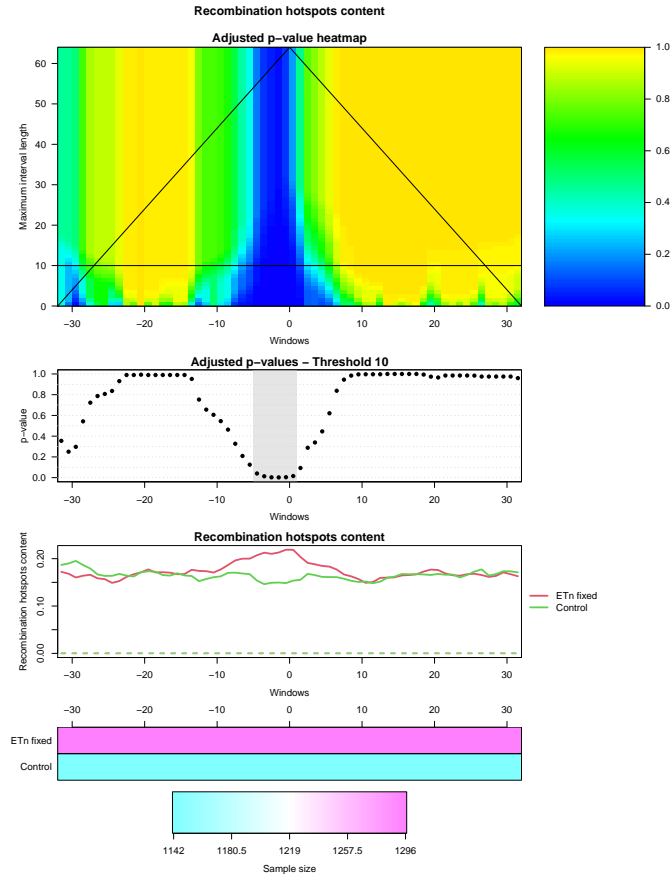 Recombination hotspots content
Adjusted p-value heatmap
Maximum interval length
60
50
40
30
20
10
0
−30 −20 −10 0 10 20 30
Windows
1.0
0.8
0.6
0.4
0.2
0.0
Adjusted p-values − Threshold 10
p-value
1.0
0.8
0.6
0.4
0.2
0.0
−30 −20 −10 0 10 20 30
Windows
Recombination hotspots content
Recombination hotspots content
0.20
0.10
0.00
−30 −20 −10 0 10 20 30
Windows
ETn fixed
Control
−30 −20 −10 0 10 20 30
ETn fixed
Control
1142 1180.5 1219 1257.5 1296
Sample size